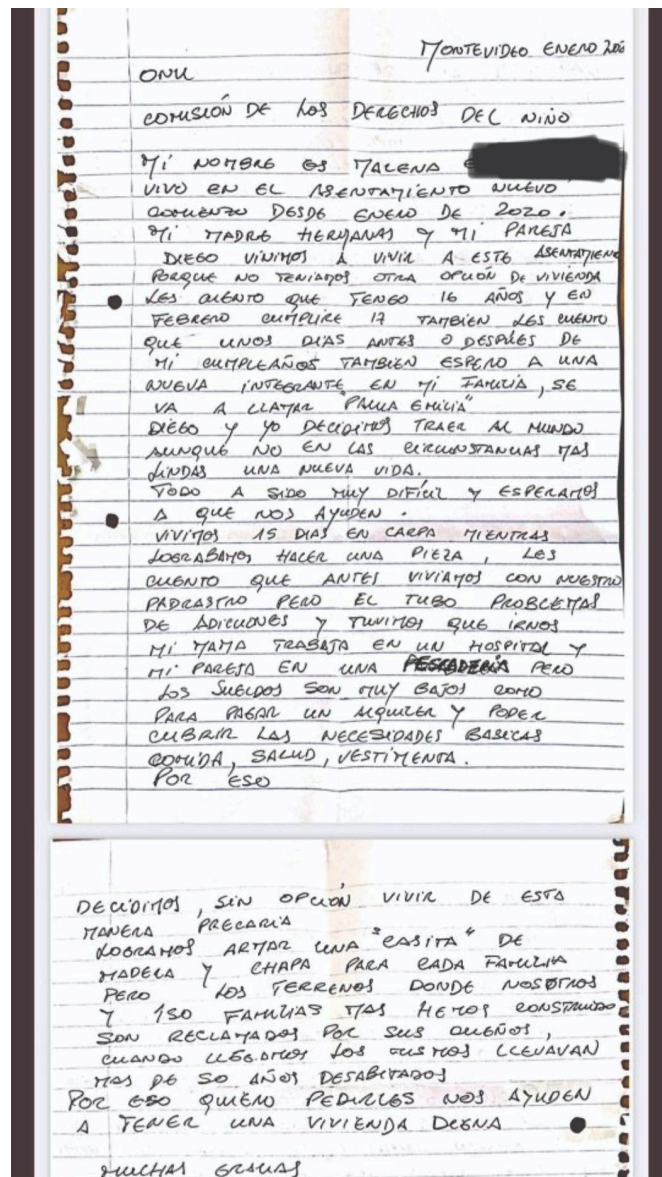 MONTEVIDEO ENERO 202
ONU
COMISIÓN DE LOS DERECHOS DEL NIÑO
MI NOMBRE ES MALENA
VIVO EN EL ASENTAMIENTO NUEVO
COMIENZO DESDE ENERO DE 2020.
MI MADRE HERMANAS Y MI PAREJA
DIEGO VINIMOS A VIVIR A ESTE ASENTAMIENO
PORQUE NO TENIAMOS OTRA OPCIÓN DE VIVIENDA
LES CUENTO QUE TENGO 16 AÑOS Y EN
FEBRERO CUMPLIRE 17 TAMBIEN LES CUENTO
QUE UNOS DIAS ANTES O DESPUES DE
MI CUMPLEAÑOS TAMBIEN ESPERO A UNA
NUEVA INTEGRANTE EN MI FAMILIA, SE
VA A LLAMAR "PAULA EMILIA"
DIEGO Y YO DECIDIMOS TRAER AL MUNDO
AUNQUE NO EN LAS CIRCUNSTANCIAS MAS
LINDAS UNA NUEVA VIDA.
TODO A SIDO MUY DIFÍCIL Y ESPERAMOS
A QUE NOS AYUDEN.
VIVIMOS 15 DIAS EN CARPA MIENTRAS
LOGRABAMOS HACER UNA PIEZA, LES
CUENTO QUE ANTES VIVIAMOS CON NUESTRO
PADRASTRO PERO EL TUBO PROBLEMAS
DE ADICCIONES Y TUVIMOS QUE IRNOS
MI MAMA TRABAJA EN UN HOSPITAL Y
MI PAREJA EN UNA PESCADERIA PERO
LOS SUELDOS SON MUY BAJOS COMO
PARA PAGAR UN ALQUILER Y PODER
CUBRIR LAS NECESIDADES BASICAS
COMIDA, SALUD, VESTIMENTA.
POR ESO
DECIDIMOS, SIN OPCIÓN VIVIR DE ESTA
MANERA PRECARIA
LOGRAMOS ARMAR UNA "CASITA" DE
MADERA Y CHAPA PARA CADA FAMILIA
PERO LOS TERRENOS DONDE NOSOTROS
Y 150 FAMILIAS MAS HEMOS CONSTRUIDO
SON RECLAMADOS POR SUS DUEÑOS,
CUANDO LLEGAMOS LOS MISMOS LLEVAVAN
MAS DE 50 AÑOS DESABITADOS
POR ESO QUIERO PEDIRLES NOS AYUDEN
A TENER UNA VIVIENDA DIGNA
MUCHAS GRACIAS